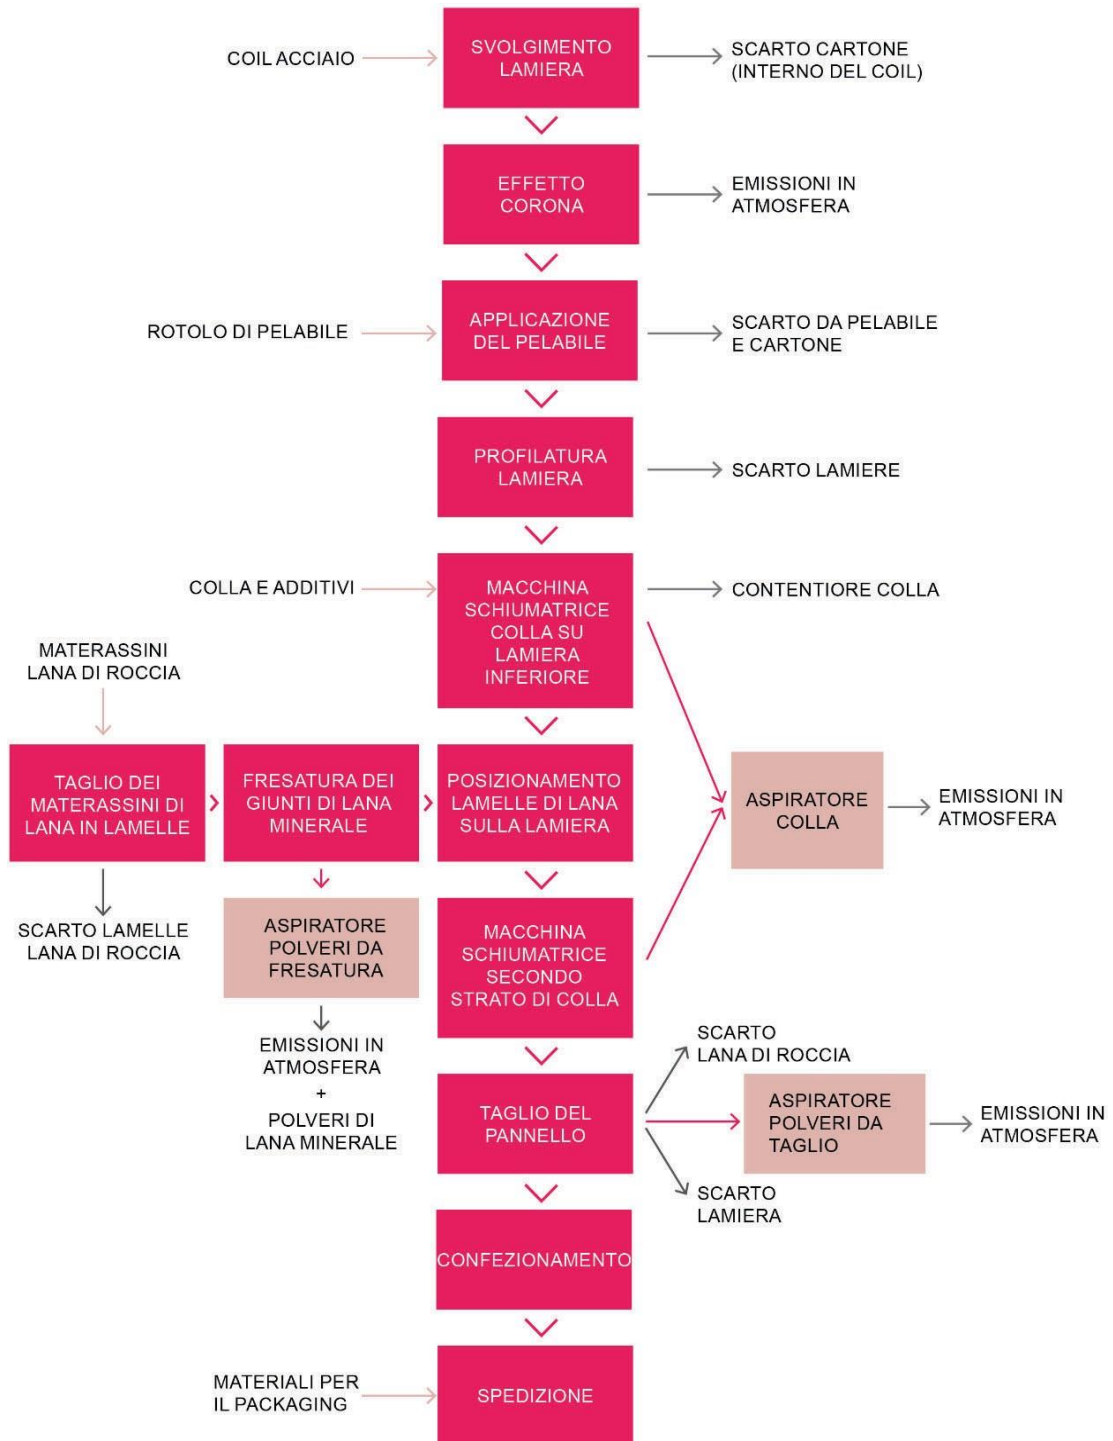 COIL ACCIAIO
SVOLGIMENTO
LAMIERA
SCARTO CARTONE
(INTERNO DEL COIL)
EFFETTO
CORONA
EMISSIONI IN
ATMOSFERA
ROTOLO DI PELABILE
APPLICAZIONE
DEL PELABILE
SCARTO DA PELABILE
E CARTONE
PROFILATURA
LAMIERA
SCARTO LAMIERE
COLLA E ADDITIVI
MACCHINA
SCHIUMATRICE
COLLA SU
LAMIERA
INFERIORE
CONTENTIORE COLLA
MATERASSINI
LANA DI ROCCIA
TAGLIO DEI
MATERASSINI DI
LANA IN LAMELLE
FRESATURA DEI
GIUNTI DI LANA
MINERALE
POSIZIONAMENTO
LAMELLE DI LANA
SULLA LAMIERA
ASPIRATORE
COLLA
EMISSIONI IN
ATMOSFERA
SCARTO LAMELLE
LANA DI ROCCIA
ASPIRATORE
POLVERI DA
FRESATURA
MACCHINA
SCHIUMATRICE
SECONDO
STRATO DI COLLA
EMISSIONI IN
ATMOSFERA
+
POLVERI DI
LANA MINERALE
TAGLIO DEL
PANNELLO
SCARTO
LANA DI ROCCIA
ASPIRATORE
POLVERI DA
TAGLIO
EMISSIONI IN
ATMOSFERA
SCARTO
LAMIERA
CONFEZIONAMENTO
MATERIALI PER
IL PACKAGING
SPEDIZIONE